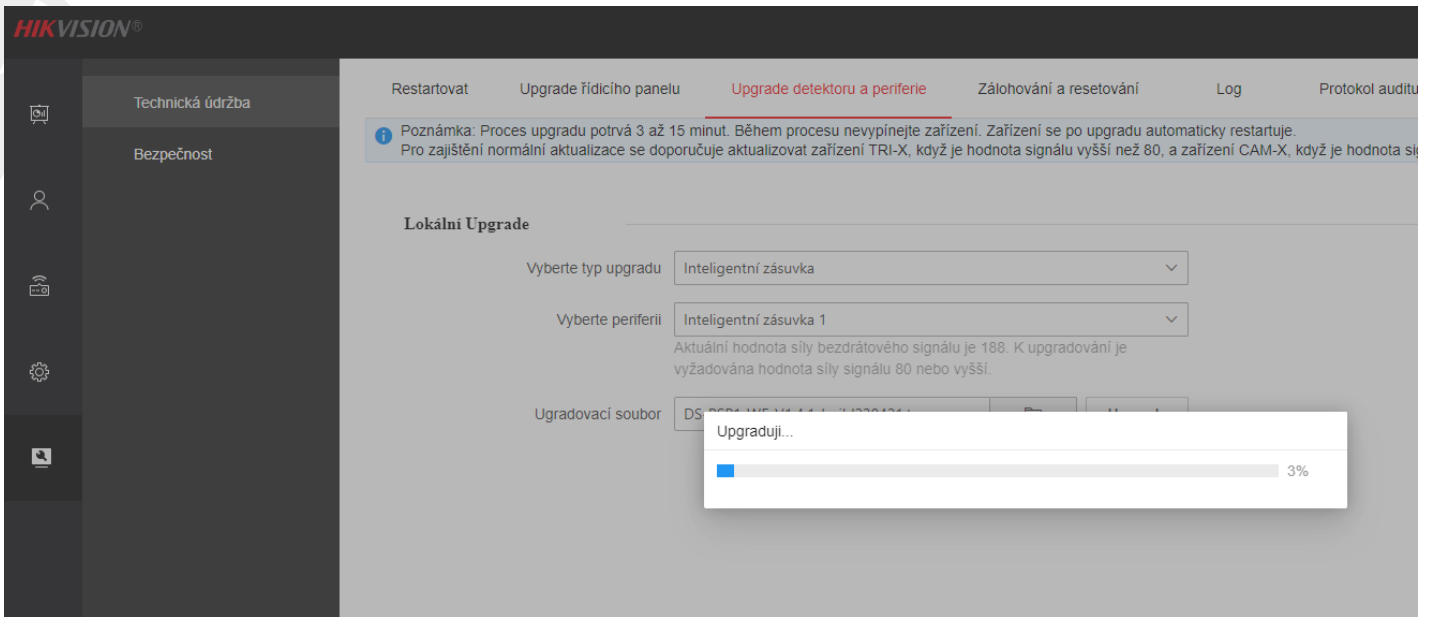 HIKVISION®
Technická údržba
Bezpečnost
Restartovat
Upgrade řídicího panelu
Upgrade detektoru a periferie
Zálohování a resetování
Log
Protokol auditu
Poznámka: Proces upgradu potrvá 3 až 15 minut. Během procesu nevypínejte zařízení. Zařízení se po upgradu automaticky restartuje.
Pro zajištění normální aktualizace se doporučuje aktualizovat zařízení TRI-X, když je hodnota signálu vyšší než 80, a zařízení CAM-X, když je hodnota
Lokální Upgrade
Vyberte typ upgradu
Inteligentní zásuvka
Vyberte periferii
Inteligentní zásuvka 1
Aktuální hodnota síly bezdrátového signálu je 188. K upgradování je
vyžadována hodnota síly signálu 80 nebo vyšší.
Ugradovací soubor
Upgraduji...
3%